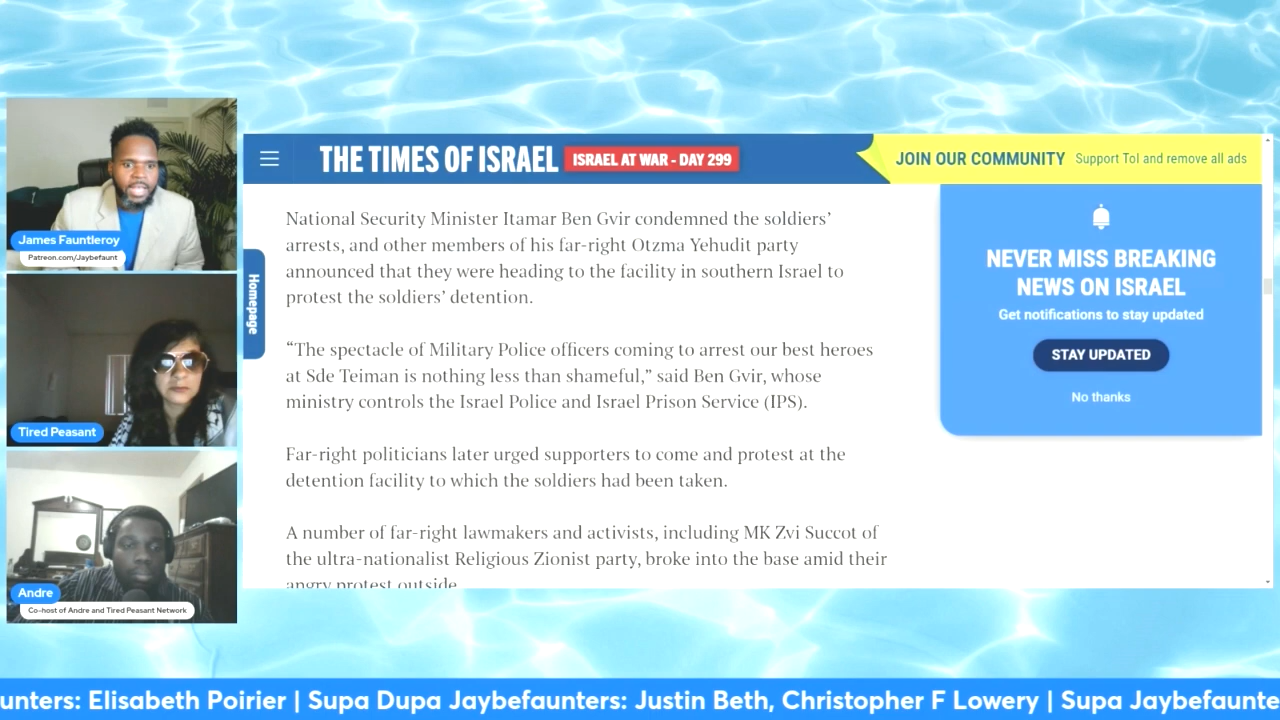 James Fauntleroy
Patreon.com/Jaybefaunt
Tired Peasant
Andre
Co-host of Andre and Tired Peasant Network
THE TIMES OF ISRAEL
ISRAEL AT WAR - DAY 299
JOIN OUR COMMUNITY Support ToI and remove all ads
Homepage
National Security Minister Itamar Ben Gvir condemned the soldiers’
arrests, and other members of his far-right Otzma Yehudit party
announced that they were heading to the facility in southern Israel to
protest the soldiers’ detention.
“The spectacle of Military Police officers coming to arrest our best heroes
at Sde Teiman is nothing less than shameful,” said Ben Gvir, whose
ministry controls the Israel Police and Israel Prison Service (IPS).
Far-right politicians later urged supporters to come and protest at the
detention facility to which the soldiers had been taken.
A number of far-right lawmakers and activists, including MK Zvi Succot of
the ultra-nationalist Religious Zionist party, broke into the base amid their
angry protest outside
NEVER MISS BREAKING
NEWS ON ISRAEL
Get notifications to stay updated
STAY UPDATED
No thanks
unters: Elisabeth Poirier | Supa Dupa Jaybefaunters: Justin Beth, Christopher F Lowery | Supa Jaybefaunte